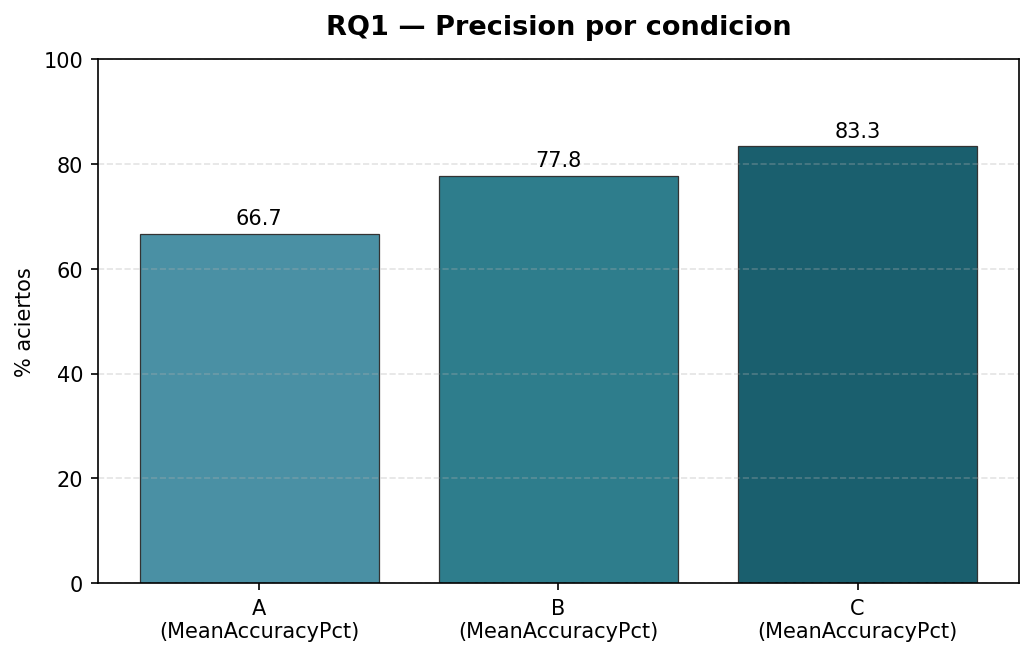 RQ1 — Precision por condicion
100
80
60
40
20
0
% aciertos
66.7
77.8
83.3
A
(MeanAccuracyPct)
B
(MeanAccuracyPct)
C
(MeanAccuracyPct)